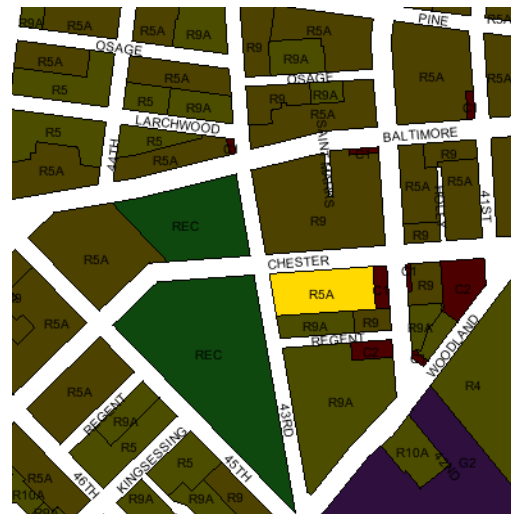 PINE
R9A
R5A
R9A
R5A
OSAGE
R9
R9A
R5A
R5A
R5A
R5A
OSAGE
R5
R5
R9A
R9
R9A
R5A
LARCHWOOD
BALTIMORE
R5
R5
R5A
R5A
44TH
C1
R9
R5A
R5A
R9
REC
R9
CHESTER
R5A
R5A
C1
R9
C2
R9A
R9
R9A
REGENT
C2
WOODLAND
REC
R5A
R4
R9A
43RD
REGENT
R9A
R5
KINGSESSING
R5
R10A
42ND
G2
45TH
46TH
R5A
R10A
R9A
R9A
R9A
R9
41ST